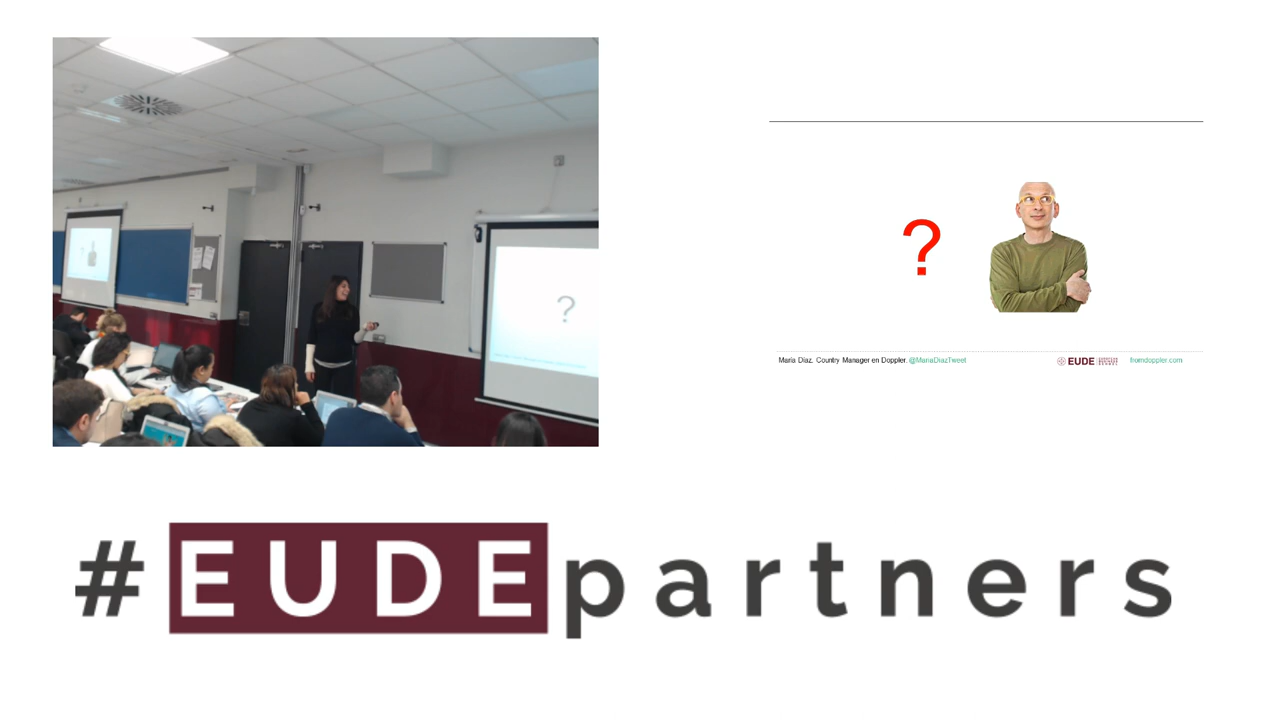 ?
?
María Díaz. Country Manager en Doppler. @MariaDiazTweet
EUDE
fromdoppler.com
#EUDEpartners